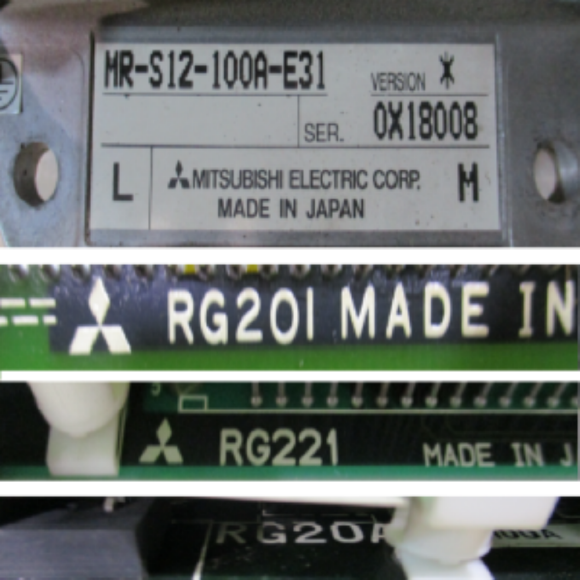 MR-S12-100A-E31
VERSION
SER. 0X18008
L MITSUBISHI ELECTRIC CORP. M
MADE IN JAPAN
RG201 MADE IN
RG221 MADE IN J
RG20A